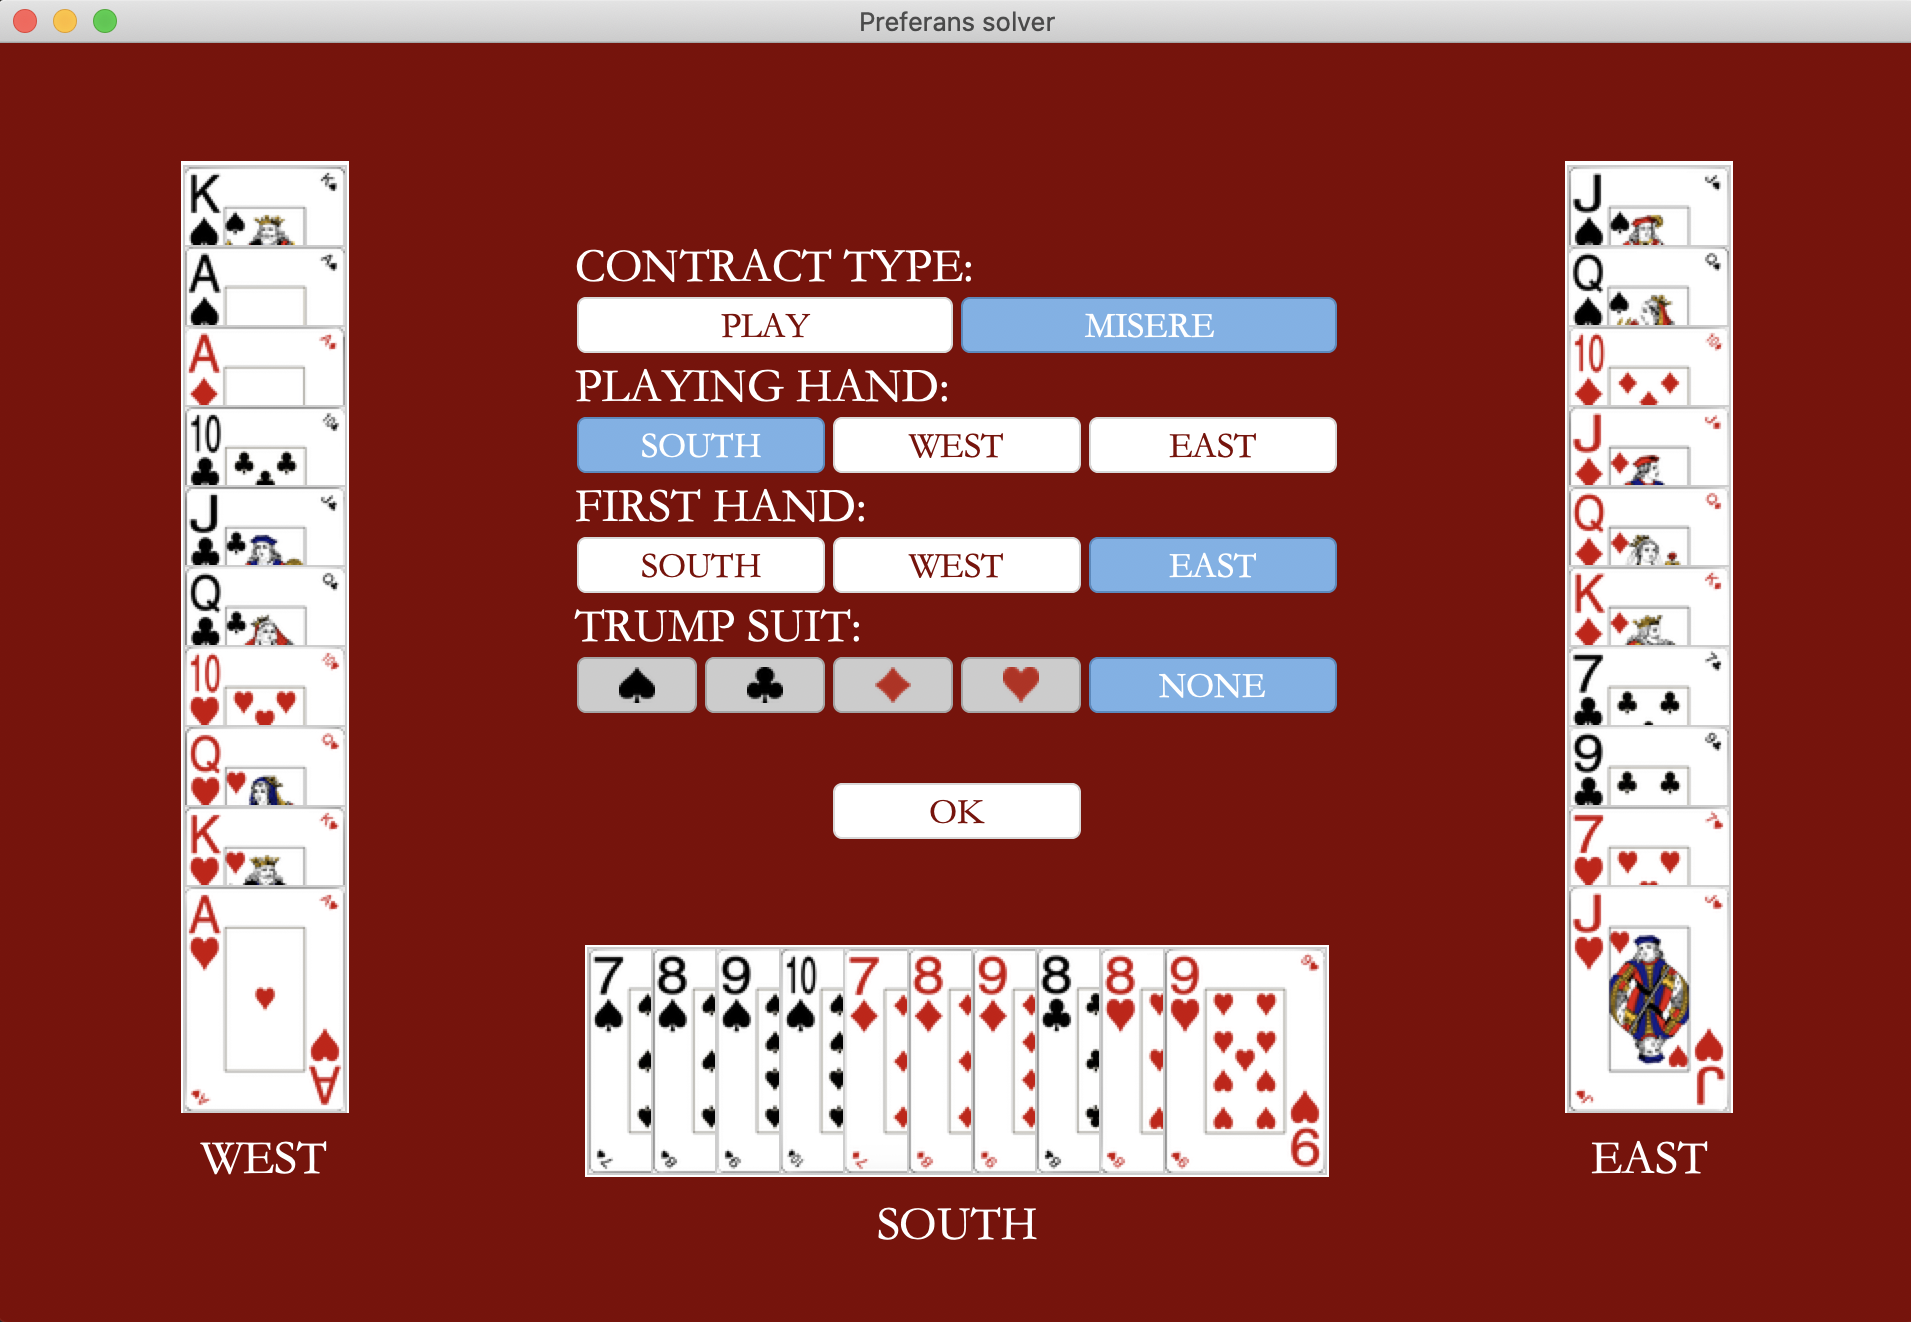 Preferans solver
CONTRACT TYPE:
PLAY MISERE
PLAYING HAND:
SOUTH WEST EAST
FIRST HAND:
SOUTH WEST EAST
TRUMP SUIT:
♠ ♣ ♦ ♥ NONE
OK
K♠
A♠
A♦
10♣
J♣
Q♣
10♥
Q♥
K♥
A♥
WEST
J♠
Q♠
10♦
J♦
Q♦
K♦
7♣
9♣
7♥
J♥
EAST
7♠ 8♠ 9♠ 10♠ 7♦ 8♦ 9♦ 8♣ 8♥ 9♥
SOUTH